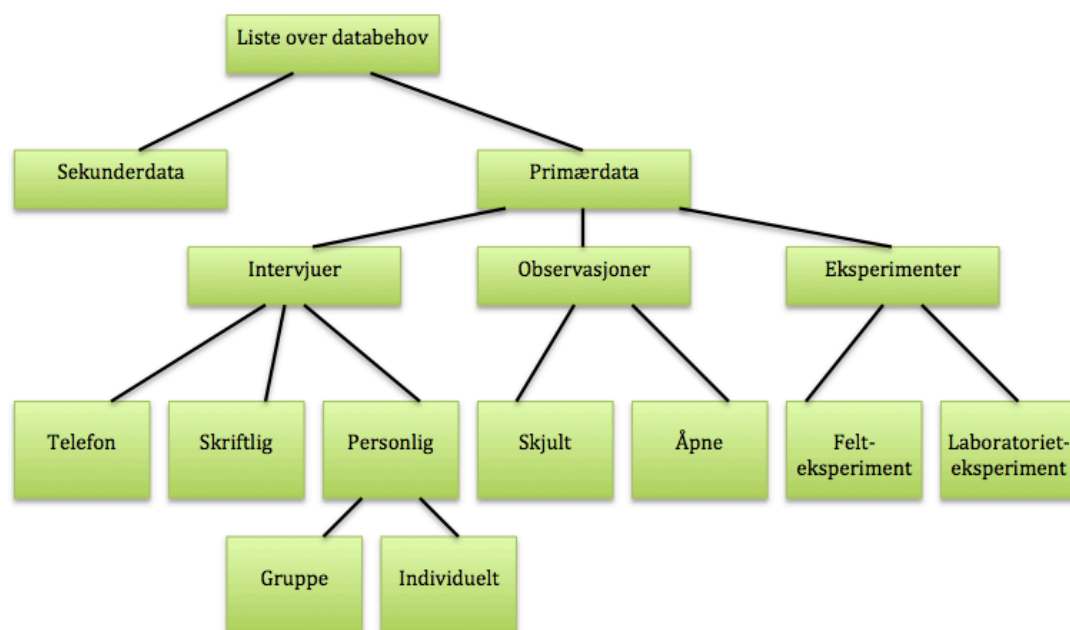 Liste over databehov
Sekunderdata
Primærdata
Intervjuer
Observasjoner
Eksperimenter
Telefon
Skriftlig
Personlig
Skjult
Åpne
Felt-
eksperiment
Laboratoriet-
eksperiment
Gruppe
Individuelt